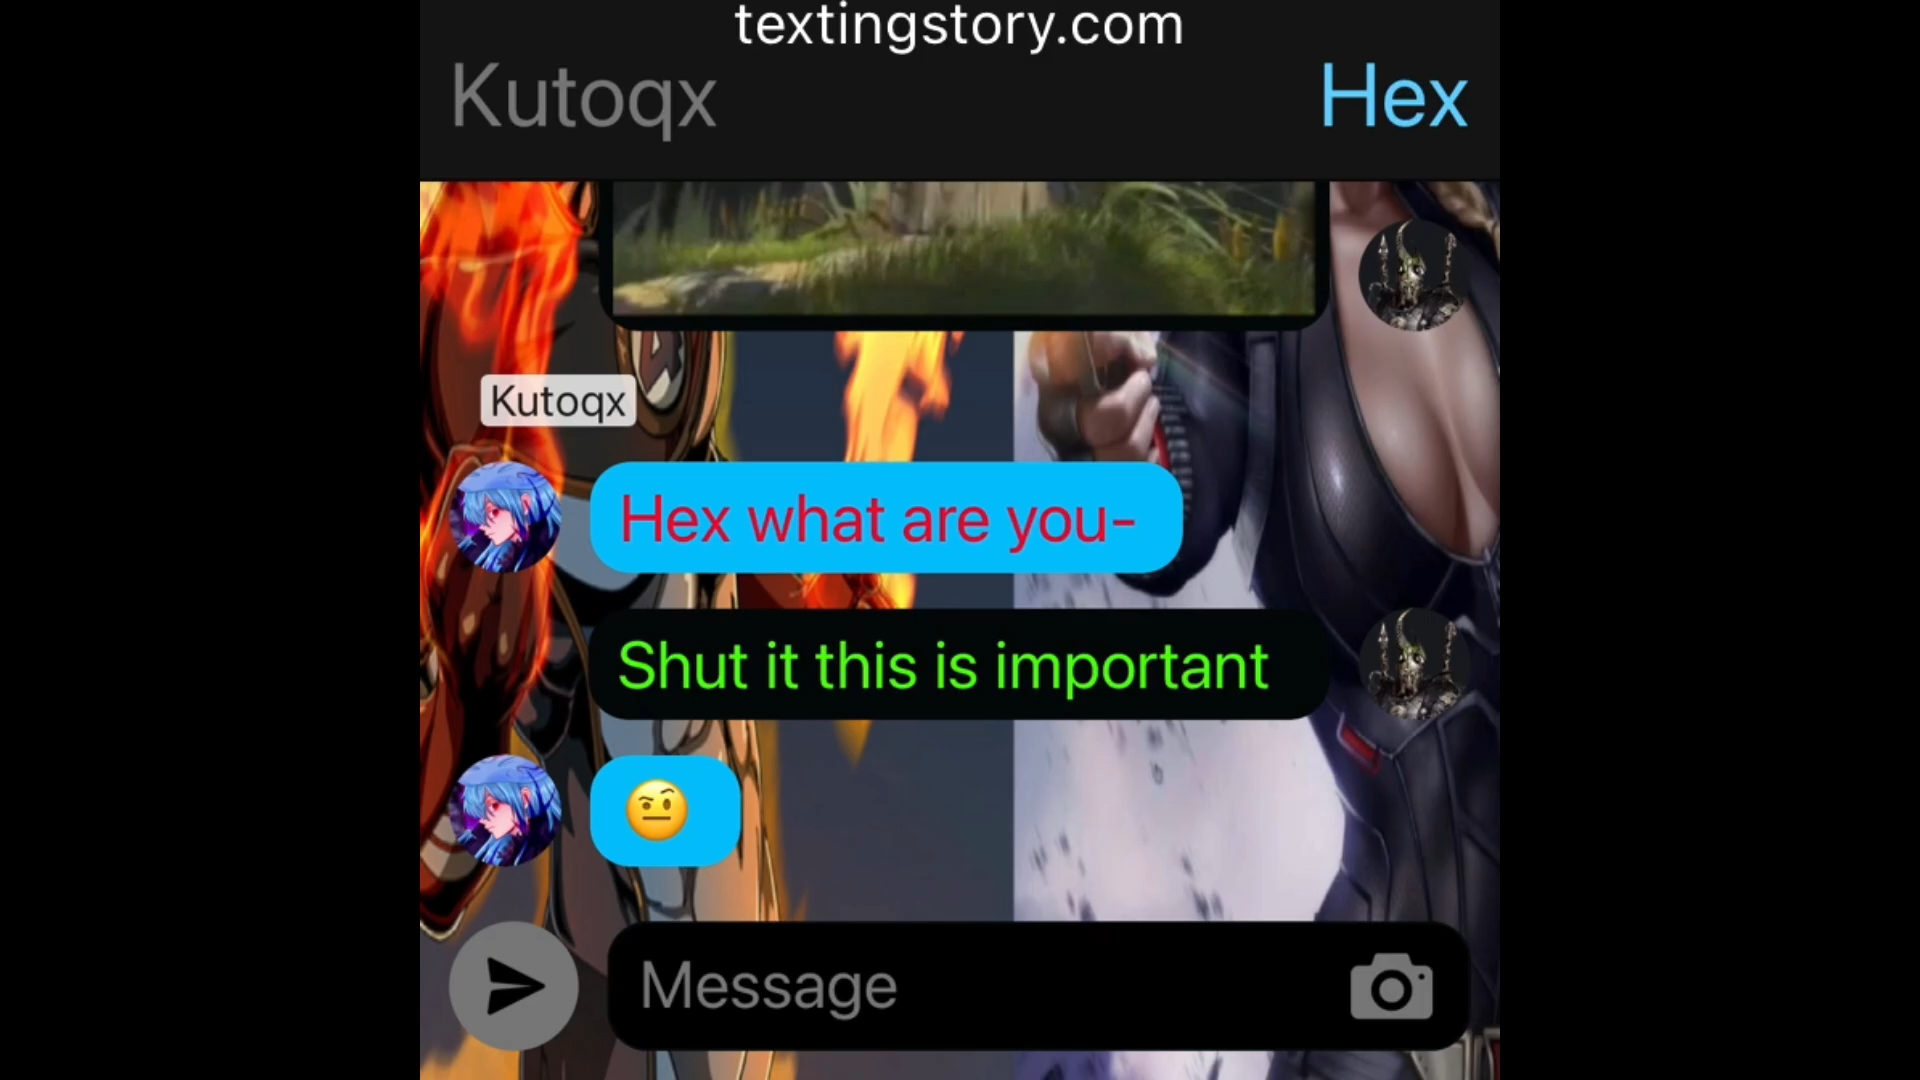 textingstory.com
Kutoqx
Hex
Kutoqx
Hex what are you-
Shut it this is important
🤨
Message